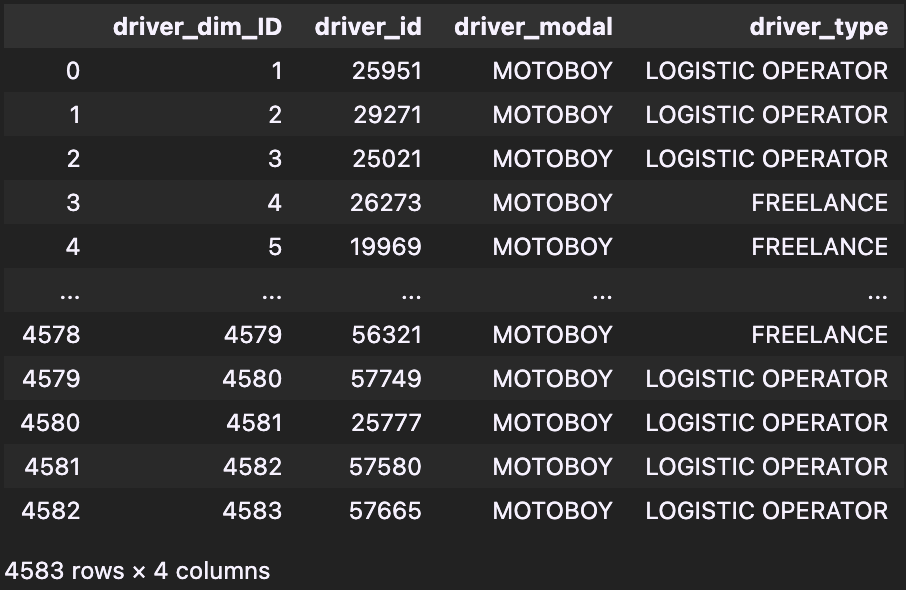 driver_dim_ID driver_id driver_modal driver_type
0 1 25951 MOTOBOY LOGISTIC OPERATOR
1 2 29271 MOTOBOY LOGISTIC OPERATOR
2 3 25021 MOTOBOY LOGISTIC OPERATOR
3 4 26273 MOTOBOY FREELANCE
4 5 19969 MOTOBOY FREELANCE
... ... ... ... ...
4578 4579 56321 MOTOBOY FREELANCE
4579 4580 57749 MOTOBOY LOGISTIC OPERATOR
4580 4581 25777 MOTOBOY LOGISTIC OPERATOR
4581 4582 57580 MOTOBOY LOGISTIC OPERATOR
4582 4583 57665 MOTOBOY LOGISTIC OPERATOR
4583 rows × 4 columns